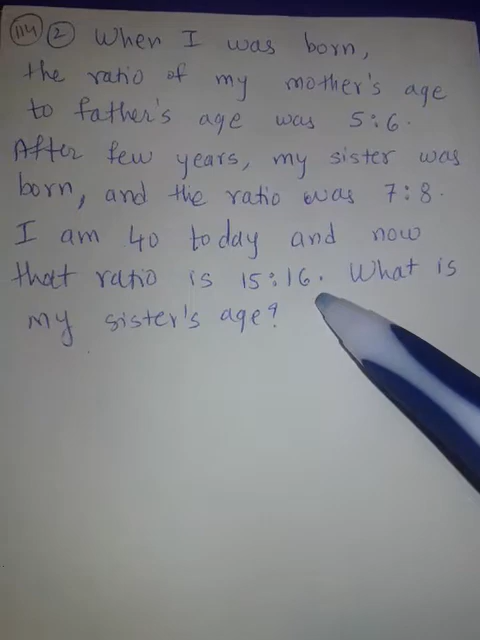 114 2 When I was born,
the ratio of my mother's age
to father's age was 5:6.
After few years, my sister was
born, and the ratio was 7:8.
I am 40 today and now
that ratio is 15:16. What is
my sister's age?